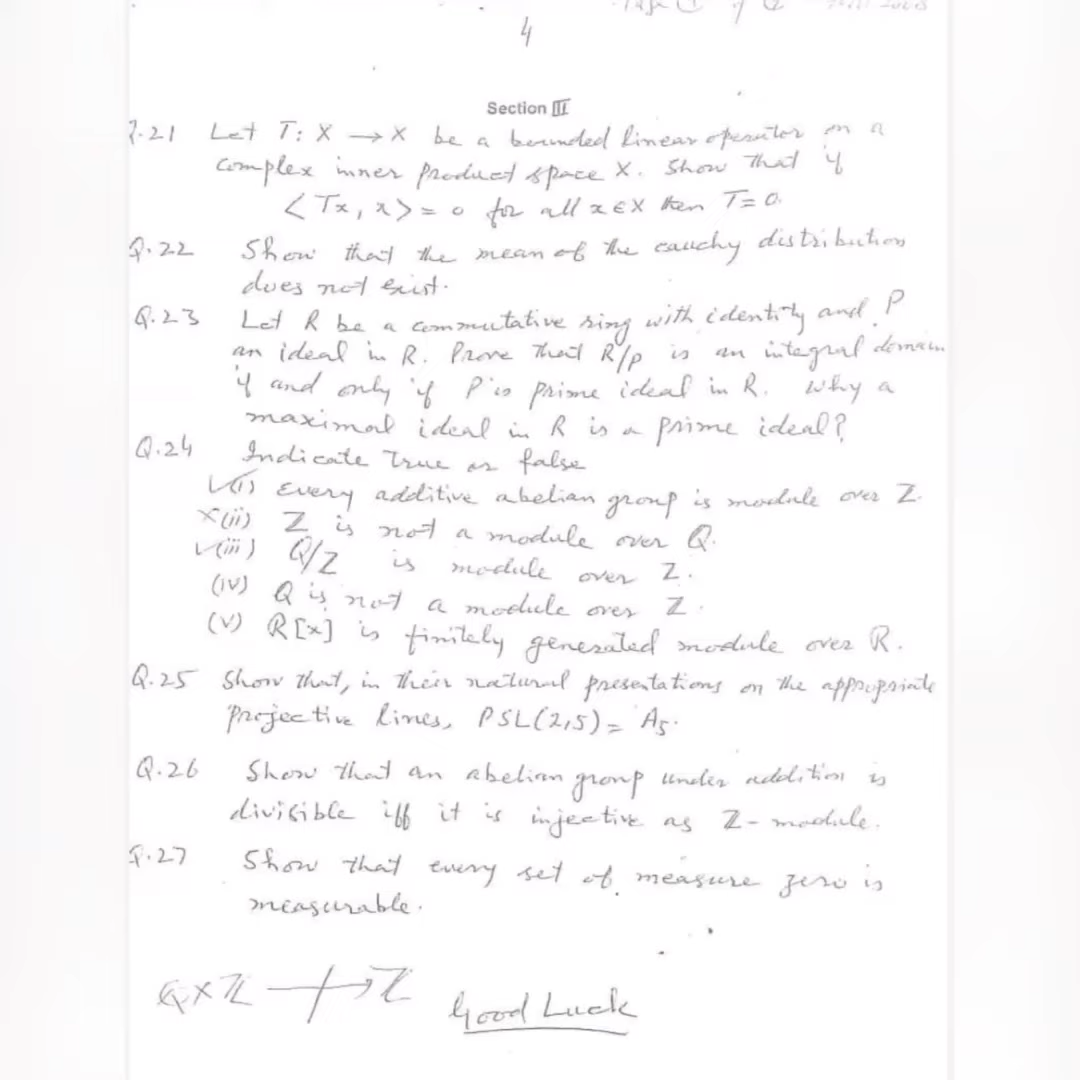 4
Section III
.21 Let T: X → X be a bounded linear operator on a
complex inner product space X. Show that if
< Tx, x> = 0 for all x ∈ X then T = 0.
Q.22 Show that the mean of the cauchy distribution
does not exist.
Q.23 Let R be a commutative ring with identity and P
an ideal in R. Prove that R/p is an integral domain
if and only if P is prime ideal in R. Why a
maximal ideal in R is a prime ideal?
Q.24 Indicate True or false
✓(i) Every additive abelian group is module over Z.
×(ii) Z is not a module over Q.
✓(iii) Q/Z is module over Z.
(iv) Q is not a module over Z.
(v) R[x] is finitely generated module over R.
Q.25 Show that, in their natural presentations on the appropriate
projective lines, PSL(2,5) = A5.
Q.26 Show that an abelian group under addition is
divisible iff it is injective as Z-module.
Q.27 Show that every set of measure zero is
measurable.
Q×Z → Z
Good Luck